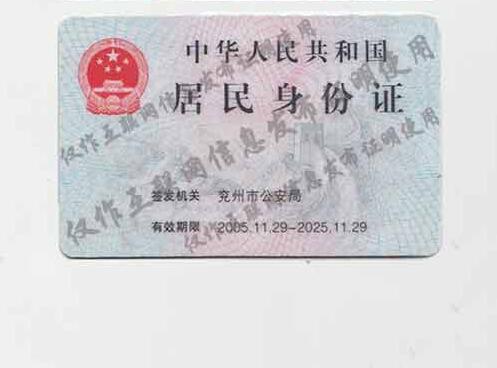 中华人民共和国
居民身份证
仅作互联网信息发布证明使用
仅作互联网信息发布证明使用
仅作互联网信息发布证明使用
签发机关 兖州市公安局
有效期限 2005.11.29-2025.11.29